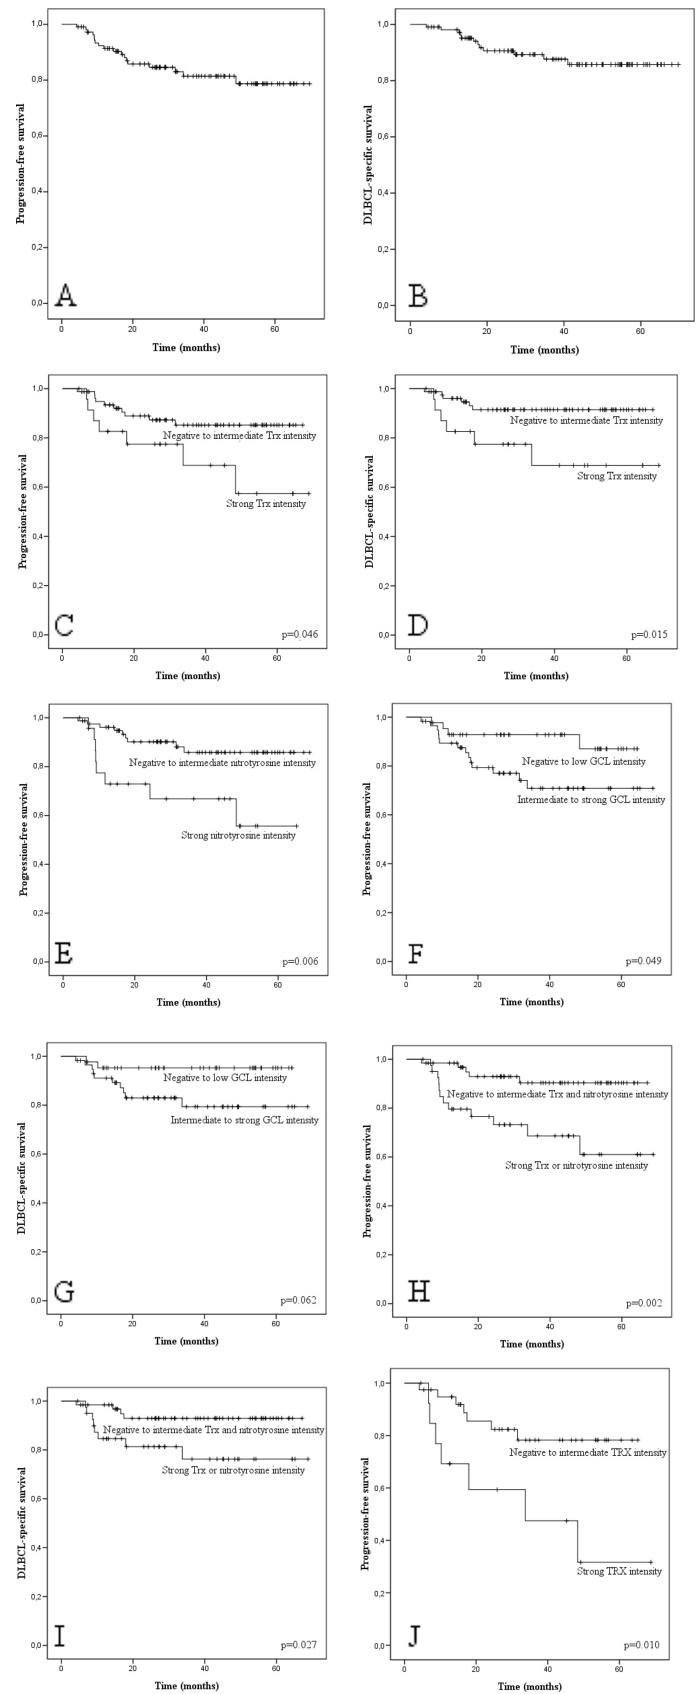 1,0
0,8
0,6
0,4
0,2
0,0
Progression-free survival
A
0 20 40 60
Time (months)
1,0
0,8
0,6
0,4
0,2
0,0
DLBCL-specific survival
B
0 20 40 60
Time (months)
1,0
0,8
0,6
0,4
0,2
0,0
Progression-free survival
Negative to intermediate Trx intensity
Strong Trx intensity
C
p=0.046
0 20 40 60
Time (months)
1,0
0,8
0,6
0,4
0,2
0,0
DLBCL-specific survival
Negative to intermediate Trx intensity
Strong Trx intensity
D
p=0.015
0 20 40 60
Time (months)
1,0
0,8
0,6
0,4
0,2
0,0
Progression-free survival
Negative to intermediate nitrotyrosine intensity
Strong nitrotyrosine intensity
E
p=0.006
0 20 40 60
Time (months)
1,0
0,8
0,6
0,4
0,2
0,0
Progression-free survival
Negative to low GCL intensity
Intermediate to strong GCL intensity
F
p=0.049
0 20 40 60
Time (months)
1,0
0,8
0,6
0,4
0,2
0,0
DLBCL-specific survival
Negative to low GCL intensity
Intermediate to strong GCL intensity
G
p=0.062
0 20 40 60
Time (months)
1,0
0,8
0,6
0,4
0,2
0,0
Progression-free survival
Negative to intermediate Trx and nitrotyrosine intensity
Strong Trx or nitrotyrosine intensity
H
p=0.002
0 20 40 60
Time (months)
1,0
0,8
0,6
0,4
0,2
0,0
DLBCL-specific survival
Negative to intermediate Trx and nitrotyrosine intensity
Strong Trx or nitrotyrosine intensity
I
p=0.027
0 20 40 60
Time (months)
1,0
0,8
0,6
0,4
0,2
0,0
Progression-free survival
Negative to intermediate TRX intensity
Strong TRX intensity
J
p=0.010
0 20 40 60
Time (months)